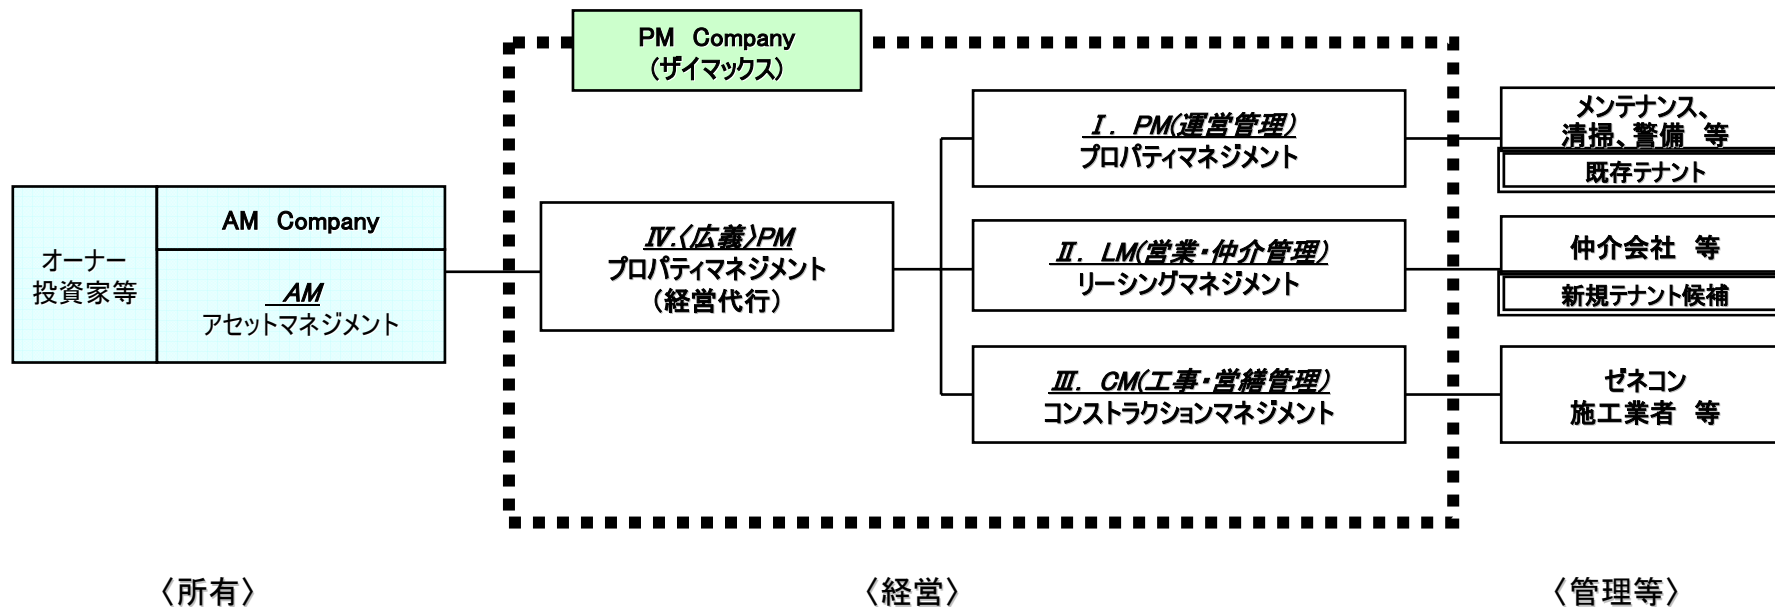 PM Company
(ザイマックス)
オーナー
投資家等
AM Company
AM
アセットマネジメント
Ⅳ.〈広義〉PM
プロパティマネジメント
(経営代行)
Ⅰ. PM(運営管理)
プロパティマネジメント
Ⅱ. LM(営業・仲介管理)
リーシングマネジメント
Ⅲ. CM(工事・営繕管理)
コンストラクションマネジメント
メンテナンス、
清掃、警備 等
既存テナント
仲介会社 等
新規テナント候補
ゼネコン
施工業者 等
〈所有〉
〈経営〉
〈管理等〉